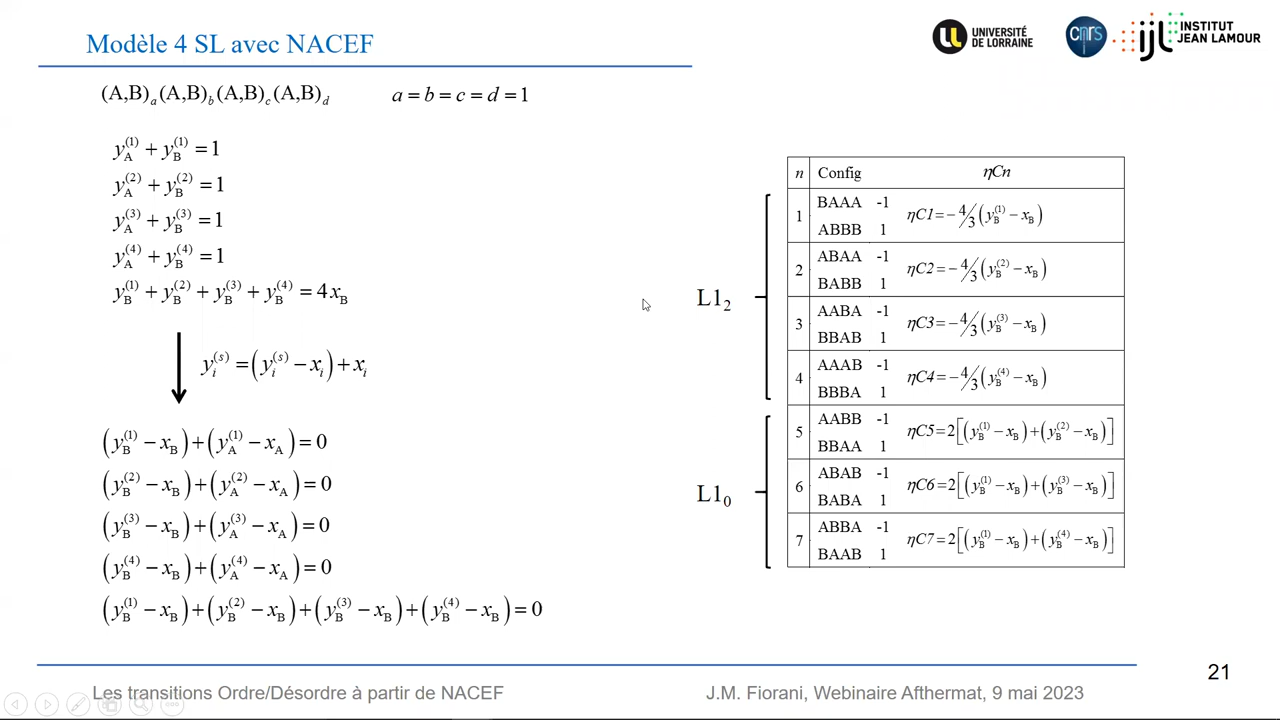 Modèle 4 SL avec NACEF
UNIVERSITÉ
DE LORRAINE
cnrs
ijl INSTITUT
JEAN LAMOUR
(A,B)_a (A,B)_b (A,B)_c (A,B)_d    a = b = c = d = 1
y_A^(1) + y_B^(1) = 1
y_A^(2) + y_B^(2) = 1
y_A^(3) + y_B^(3) = 1
y_A^(4) + y_B^(4) = 1
y_B^(1) + y_B^(2) + y_B^(3) + y_B^(4) = 4x_B
y_i^(s) = (y_i^(s) − x_i) + x_i
(y_B^(1) − x_B) + (y_A^(1) − x_A) = 0
(y_B^(2) − x_B) + (y_A^(2) − x_A) = 0
(y_B^(3) − x_B) + (y_A^(3) − x_A) = 0
(y_B^(4) − x_B) + (y_A^(4) − x_A) = 0
(y_B^(1) − x_B) + (y_B^(2) − x_B) + (y_B^(3) − x_B) + (y_B^(4) − x_B) = 0
n Config ηCn
L1₂
1 BAAA -1 ηC1 = − 4/3 (y_B^(1) − x_B)
ABBB 1
2 ABAA -1 ηC2 = − 4/3 (y_B^(2) − x_B)
BABB 1
3 AABA -1 ηC3 = − 4/3 (y_B^(3) − x_B)
BBAB 1
4 AAAB -1 ηC4 = − 4/3 (y_B^(4) − x_B)
BBBA 1
L1₀
5 AABB -1 ηC5 = 2[(y_B^(1) − x_B) + (y_B^(2) − x_B)]
BBAA 1
6 ABAB -1 ηC6 = 2[(y_B^(1) − x_B) + (y_B^(3) − x_B)]
BABA 1
7 ABBA -1 ηC7 = 2[(y_B^(1) − x_B) + (y_B^(4) − x_B)]
BAAB 1
21
Les transitions Ordre/Désordre à partir de NACEF
J.M. Fiorani, Webinaire Afthermat, 9 mai 2023